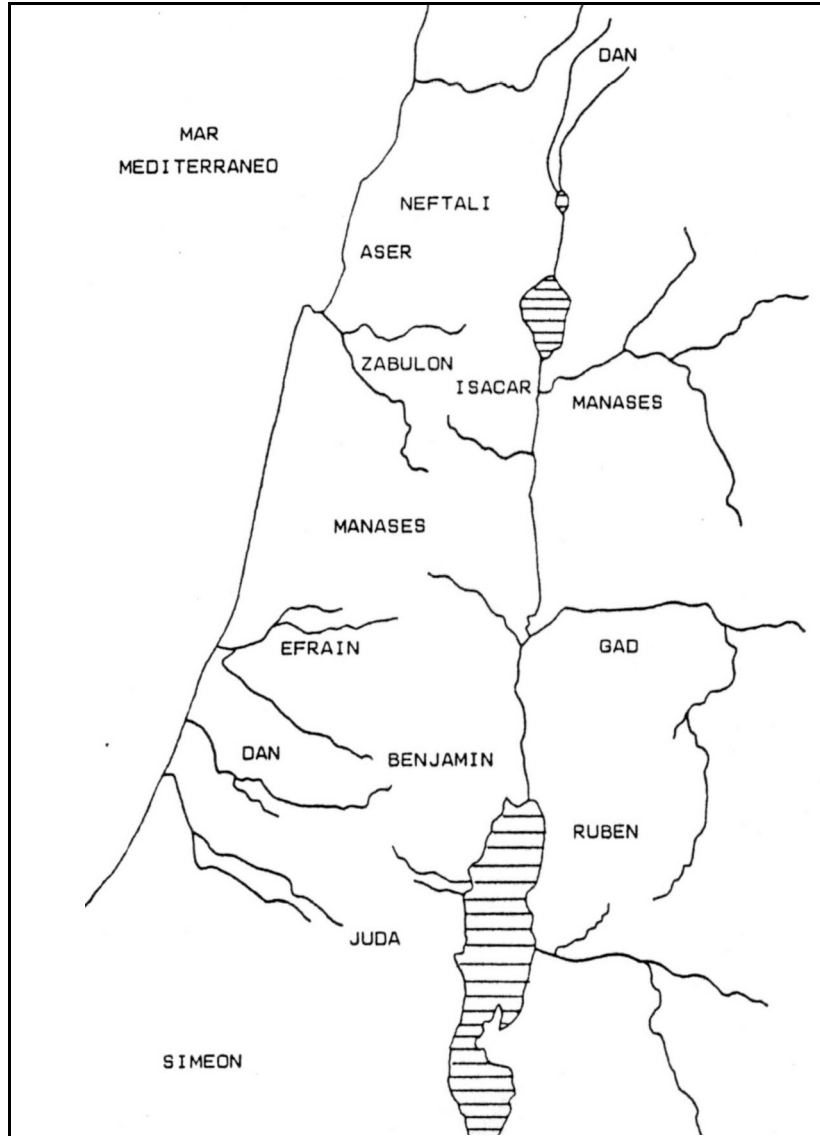 DAN
MAR
MEDITERRANEO
NEFTALI
ASER
ZABULON
ISACAR
MANASES
MANASES
EFRAIN
GAD
DAN
BENJAMIN
RUBEN
JUDA
SIMEON